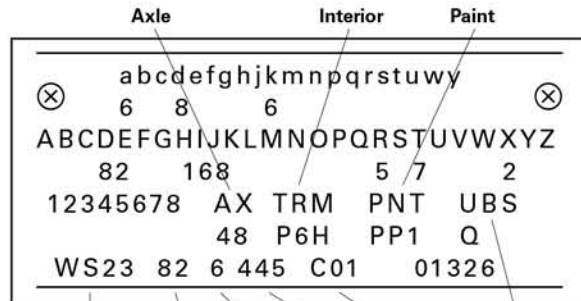 Axle Interior Paint
abcdefghjkmnpqrstuwy
6 8 6
ABCDEFGHIJKLMNOPQRSTUVWXYZ
82 168 5 7 2
12345678 AX TRM PNT UBS
48 P6H PP1 Q
WS23 82 6 445 C01 01326